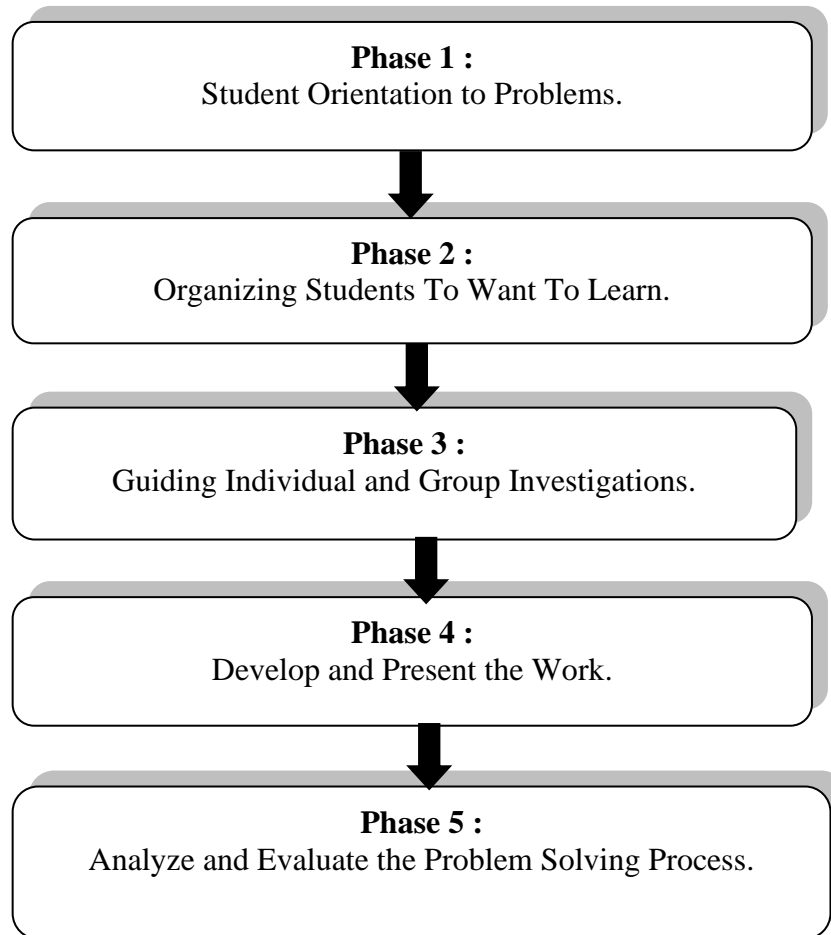 Phase 1 :
Student Orientation to Problems.
Phase 2 :
Organizing Students To Want To Learn.
Phase 3 :
Guiding Individual and Group Investigations.
Phase 4 :
Develop and Present the Work.
Phase 5 :
Analyze and Evaluate the Problem Solving Process.